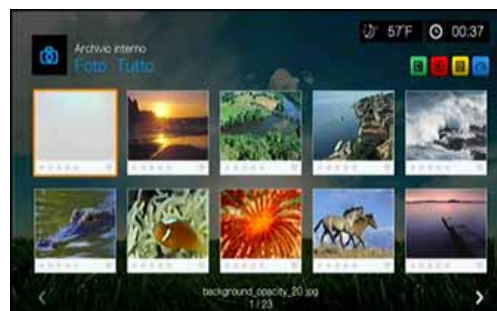 57°F 00:37
Archivio interno
Foto: Tutto
background_opacity_20.jpg
1 / 23